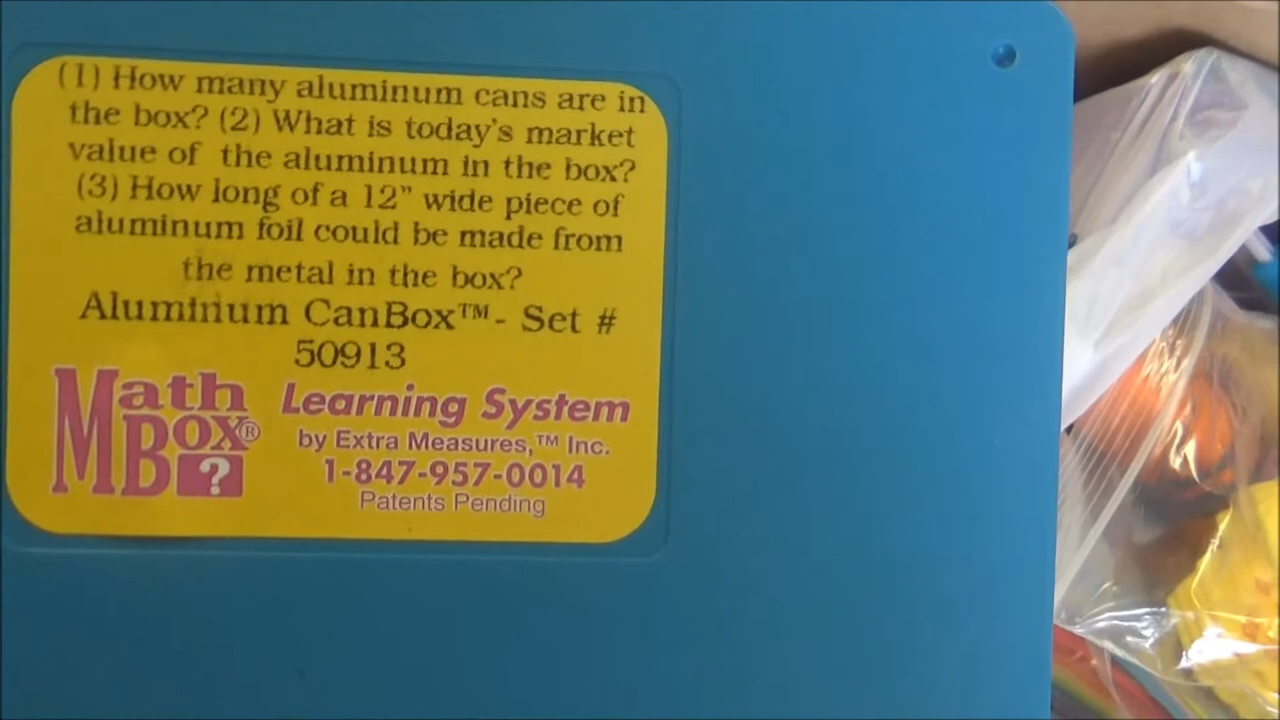 (1) How many aluminum cans are in
the box? (2) What is today's market
value of the aluminum in the box?
(3) How long of a 12” wide piece of
aluminum foil could be made from
the metal in the box?
Aluminum CanBox™- Set #
50913
Math Box® ?
Learning System
by Extra Measures,™ Inc.
1-847-957-0014
Patents Pending